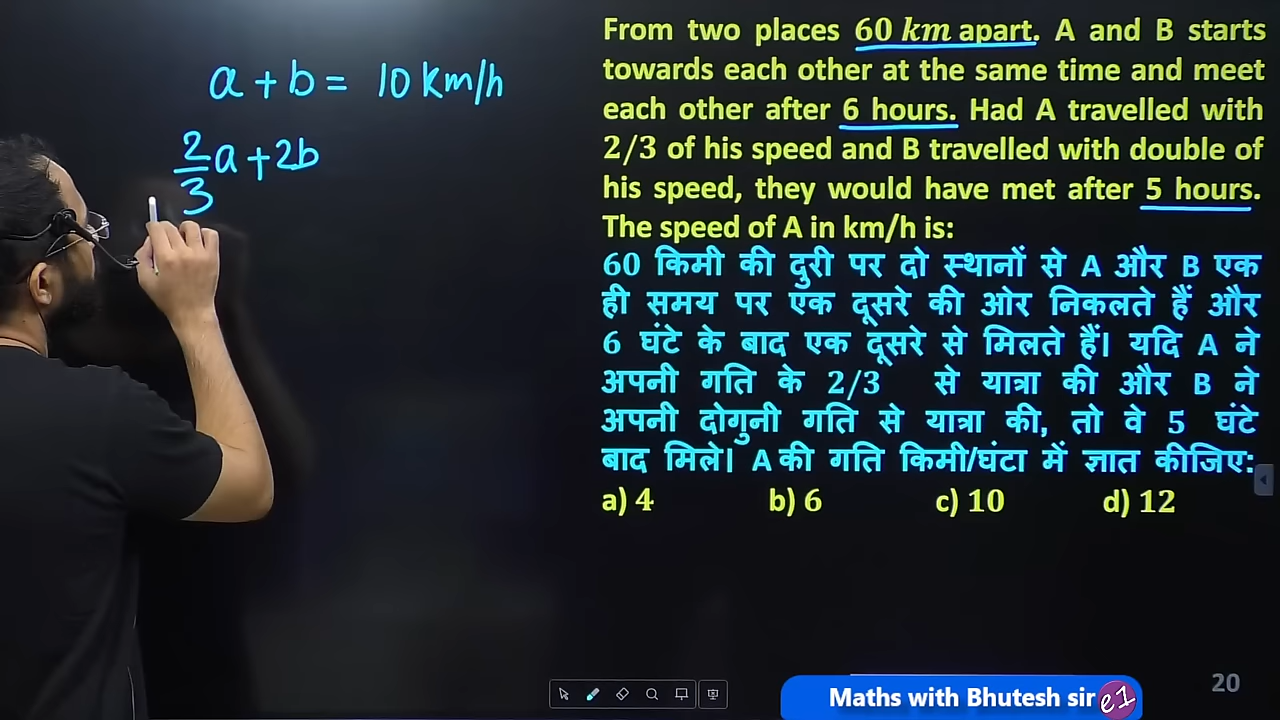 a + b = 10 km/h
2/3 a + 2b
From two places 60 km apart. A and B starts
towards each other at the same time and meet
each other after 6 hours. Had A travelled with
2/3 of his speed and B travelled with double of
his speed, they would have met after 5 hours.
The speed of A in km/h is:
60 किमी की दुरी पर दो स्थानों से A और B एक
ही समय पर एक दूसरे की ओर निकलते हैं और
6 घंटे के बाद एक दूसरे से मिलते हैं। यदि A ने
अपनी गति के 2/3 से यात्रा की और B ने
अपनी दोगुनी गति से यात्रा की, तो वे 5 घंटे
बाद मिले। A की गति किमी/घंटा में ज्ञात कीजिए:
a) 4 b) 6 c) 10 d) 12
20
Maths with Bhutesh sir e1